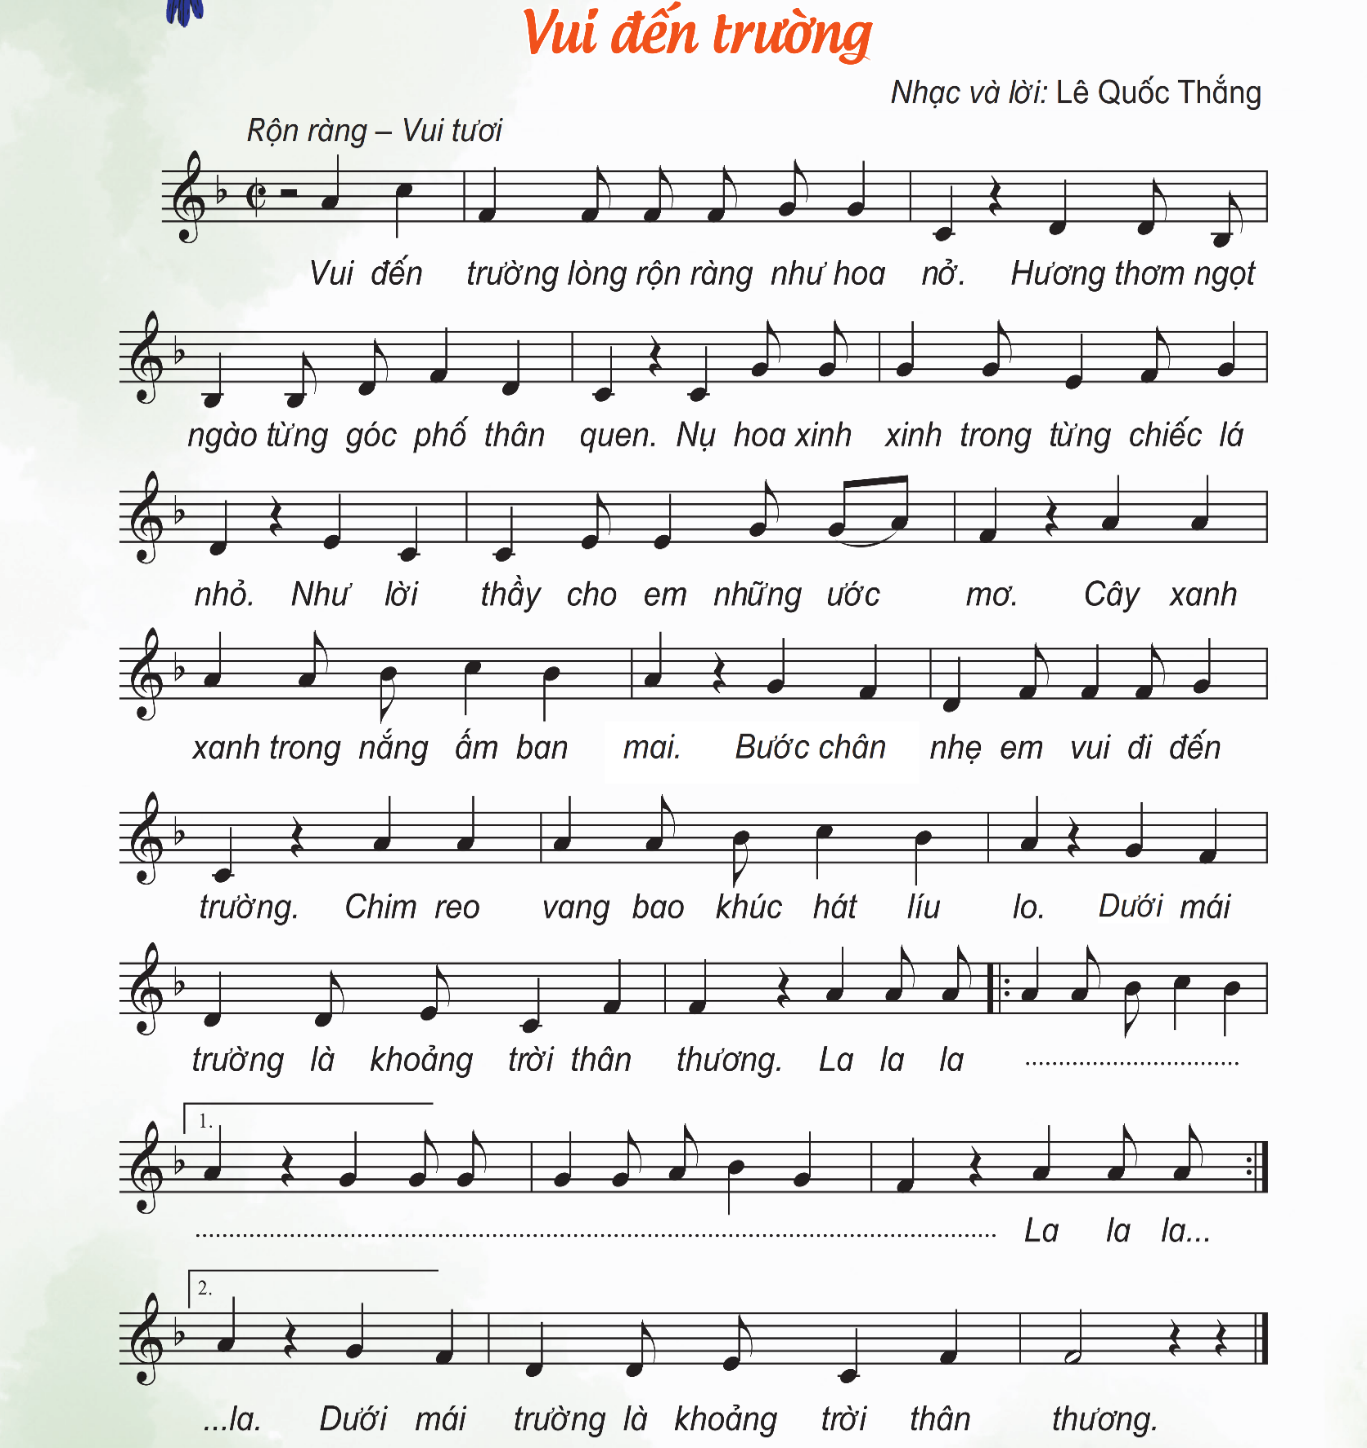 Vui đến trường
Nhạc và lời: Lê Quốc Thắng
Rộn ràng – Vui tươi
Vui đến trường lòng rộn ràng như hoa nở. Hương thơm ngọt
ngào từng góc phố thân quen. Nụ hoa xinh xinh trong từng chiếc lá
nhỏ. Như lời thầy cho em những ước mơ. Cây xanh
xanh trong nắng ấm ban mai. Bước chân nhẹ em vui đi đến
trường. Chim reo vang bao khúc hát líu lo. Dưới mái
trường là khoảng trời thân thương. La la la ................................
1.
................................................................ La la la...
2.
...la. Dưới mái trường là khoảng trời thân thương.